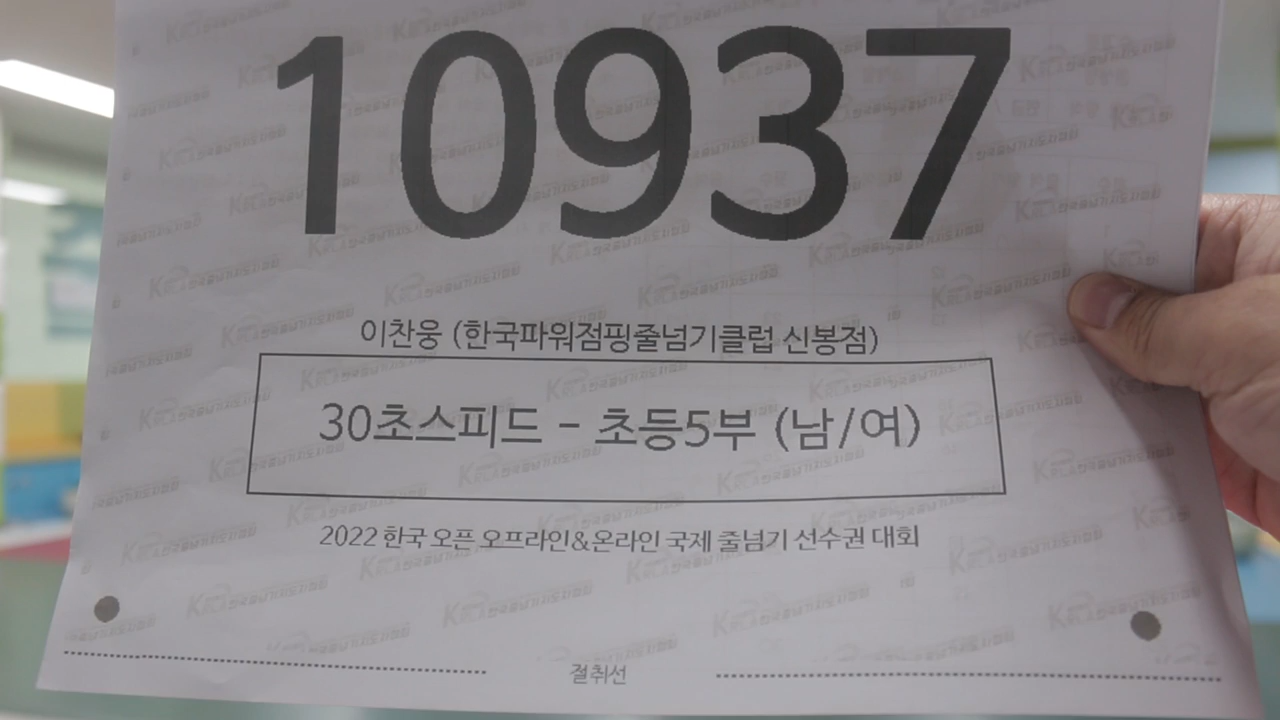 10937
이찬웅 (한국파워점핑줄넘기클럽 신봉점)
30초스피드 - 초등5부 (남/여)
2022 한국 오픈 오프라인&온라인 국제 줄넘기 선수권 대회
절취선